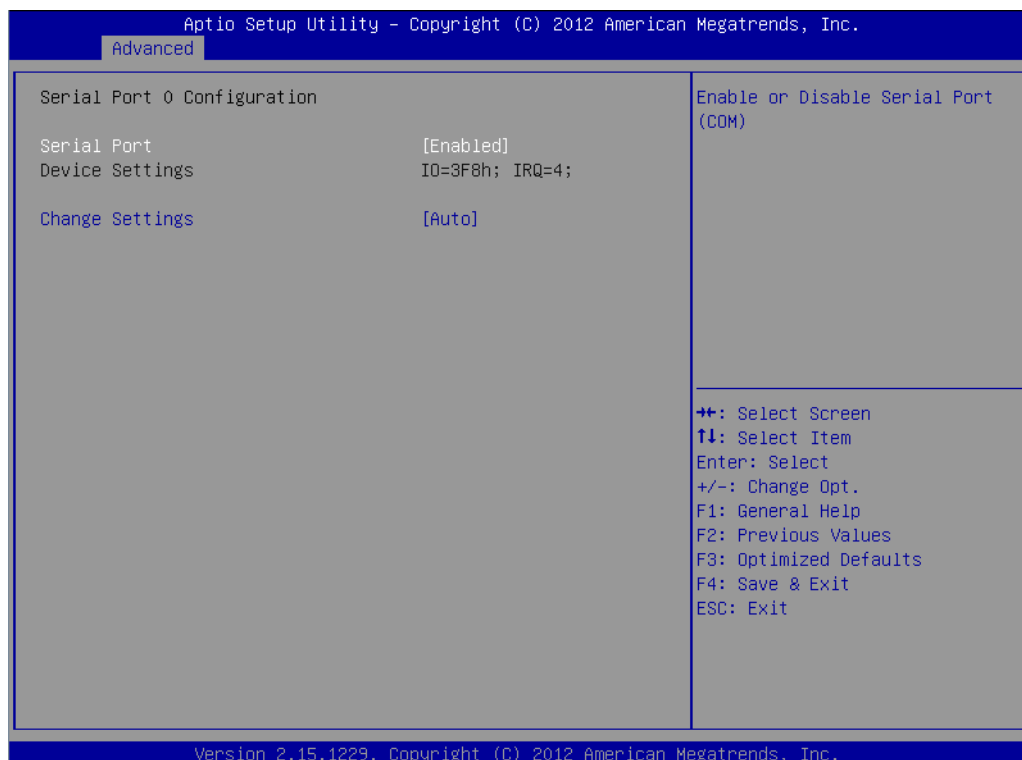 Aptio Setup Utility – Copyright (C) 2012 American Megatrends, Inc.
Advanced
Serial Port 0 Configuration
Serial Port [Enabled]
Device Settings IO=3F8h; IRQ=4;
Change Settings [Auto]
Enable or Disable Serial Port
(COM)
→←: Select Screen
↑↓: Select Item
Enter: Select
+/-: Change Opt.
F1: General Help
F2: Previous Values
F3: Optimized Defaults
F4: Save & Exit
ESC: Exit
Version 2.15.1229. Copyright (C) 2012 American Megatrends, Inc.